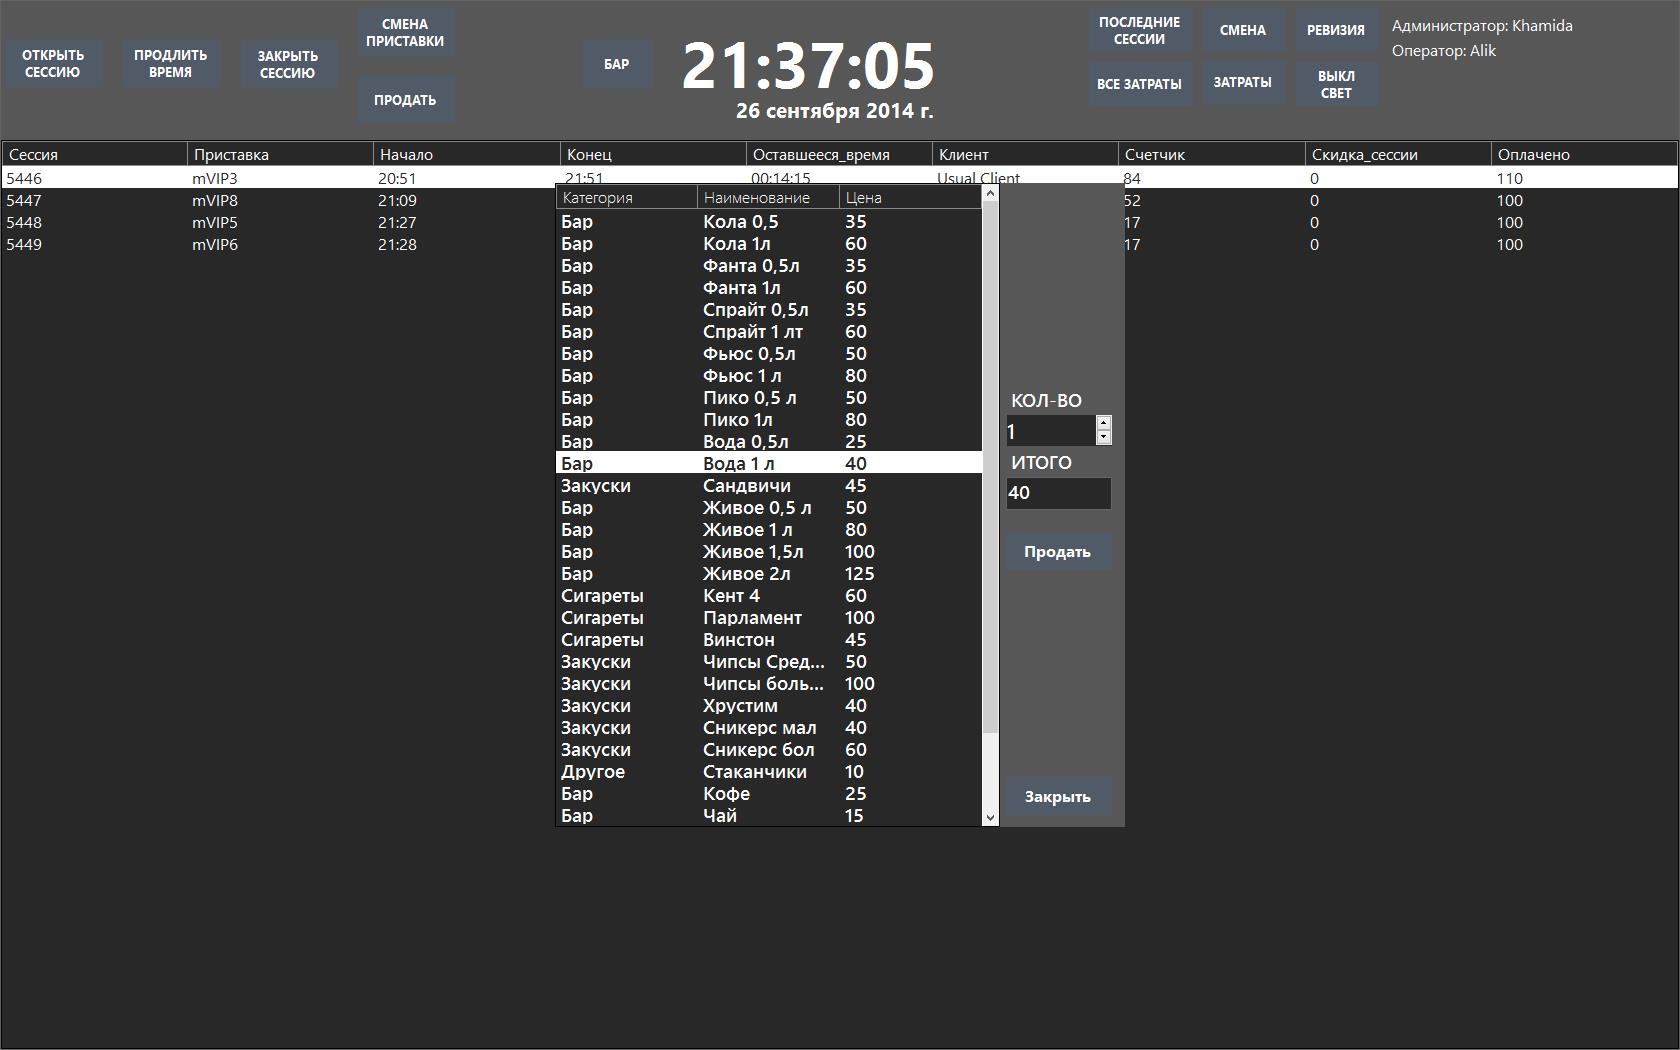 ОТКРЫТЬ
СЕССИЮ
ПРОДЛИТЬ
ВРЕМЯ
ЗАКРЫТЬ
СЕССИЮ
СМЕНА
ПРИСТАВКИ
ПРОДАТЬ
БАР
21:37:05
26 сентября 2014 г.
ПОСЛЕДНИЕ
СЕССИИ
СМЕНА
РЕВИЗИЯ
ВСЕ ЗАТРАТЫ
ЗАТРАТЫ
ВЫКЛ
СВЕТ
Администратор: Khamida
Оператор: Alik
Сессия Приставка Начало Конец Оставшееся_время Клиент Счетчик Скидка_сессии Оплачено
5446 mVIP3 20:51 21:51 00:14:15 Usual Client 84 0 110
5447 mVIP8 21:09 52 0 100
5448 mVIP5 21:27 17 0 100
5449 mVIP6 21:28 17 0 100
Категория Наименование Цена
Бар Кола 0,5 35
Бар Кола 1л 60
Бар Фанта 0,5л 35
Бар Фанта 1л 60
Бар Спрайт 0,5л 35
Бар Спрайт 1 лт 60
Бар Фьюс 0,5л 50
Бар Фьюс 1 л 80
Бар Пико 0,5 л 50
Бар Пико 1л 80
Бар Вода 0,5л 25
Бар Вода 1 л 40
Закуски Сандвичи 45
Бар Живое 0,5 л 50
Бар Живое 1 л 80
Бар Живое 1,5л 100
Бар Живое 2л 125
Сигареты Кент 4 60
Сигареты Парламент 100
Сигареты Винстон 45
Закуски Чипсы Сред... 50
Закуски Чипсы боль... 100
Закуски Хрустим 40
Закуски Сникерс мал 40
Закуски Сникерс бол 60
Другое Стаканчики 10
Бар Кофе 25
Бар Чай 15
КОЛ-ВО
1
ИТОГО
40
Продать
Закрыть